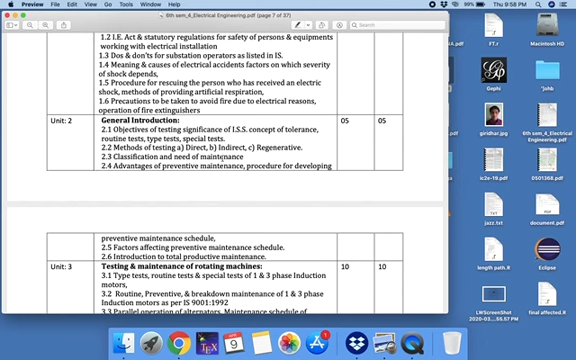 Preview File Edit View Go Tools Window Help
Thu 9:58 PM
6th sem_4_Electrical Engineering.pdf (page 7 of 37)
Search
1.2 I.E. Act & statutory regulations for safety of persons & equipments
working with electrical installation
1.3 Dos & don'ts for substation operators as listed in IS.
1.4 Meaning & causes of electrical accidents factors on which severity
of shock depends,
1.5 Procedure for rescuing the person who has received an electric
shock, methods of providing artificial respiration,
1.6 Precautions to be taken to avoid fire due to electrical reasons,
operation of fire extinguishers
Unit: 2 General Introduction: 05 05
2.1 Objectives of testing significance of I.S.S. concept of tolerance,
routine tests, type tests, special tests.
2.2 Methods of testing a) Direct, b) Indirect, c) Regenerative.
2.3 Classification and need of maintenance
2.4 Advantages of preventive maintenance, procedure for developing
preventive maintenance schedule,
2.5 Factors affecting preventive maintenance schedule.
2.6 Introduction to total productive maintenance.
Unit: 3 Testing & maintenance of rotating machines: 10 10
3.1 Type tests, routine tests & special tests of 1 & 3 phase Induction
motors,
3.2 Routine, Preventive, & breakdown maintenance of 1 & 3 phase
Induction motors as per IS 9001:1992
3.3 Parallel operation of alternators, Maintenance schedule of
FT.r
Macintosh HD
Gephi
giridhar.jpg
6th sem_4_Electrical Engineering.pdf
ic2e-19.pdf
0501368.pdf
jazz.txt
document.pdf
length path.R
Eclipse
LWScreenShot
final affected.R